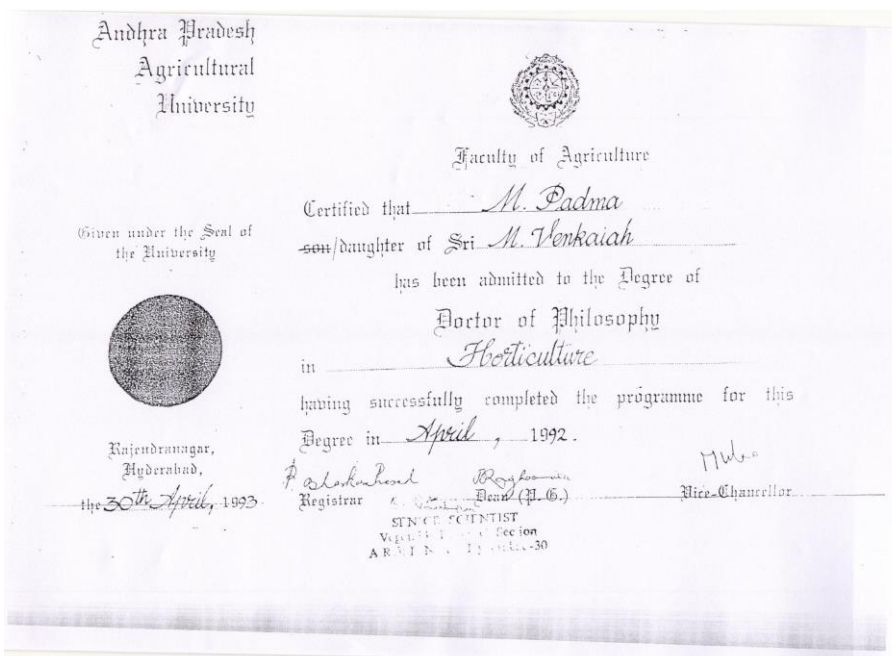 Andhra Pradesh
Agricultural
University
Faculty of Agriculture
Certified that M. Padma
son/daughter of Sri M. Venkaiah
has been admitted to the Degree of
Doctor of Philosophy
in Horticulture
having successfully completed the programme for this
Degree in April, 1992.
Given under the Seal of
the University
Rajendranagar,
Hyderabad,
the 30th April, 1993
Registrar
Dean (P. G.)
Vice-Chancellor
SENIOR SCIENTIST
-30